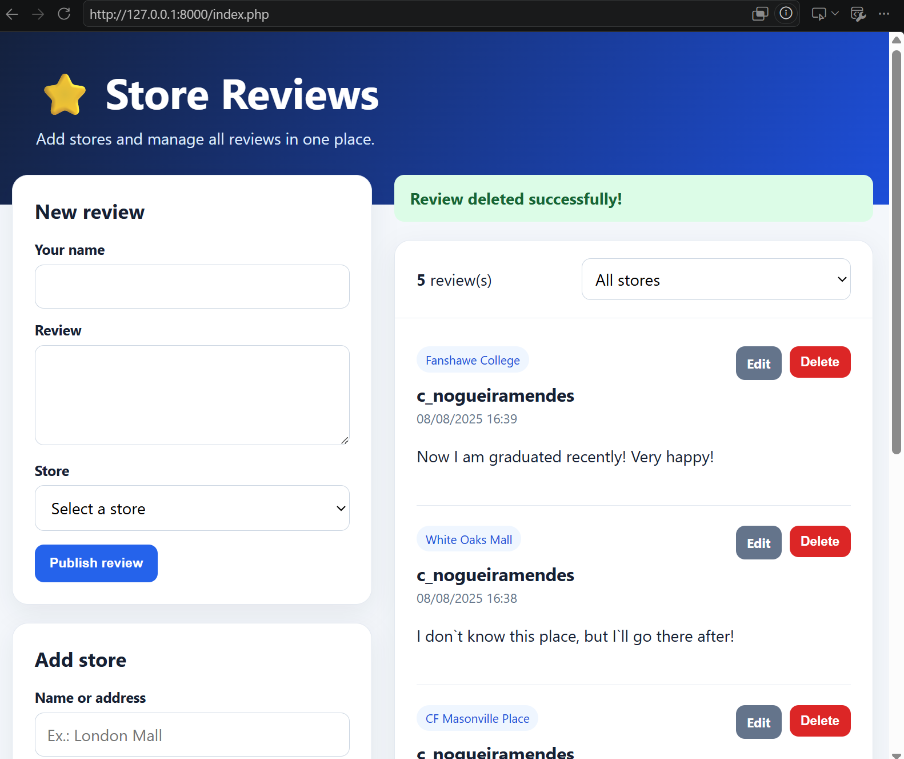 http://127.0.0.1:8000/index.php
Store Reviews
Add stores and manage all reviews in one place.
New review
Your name
Review
Store
Select a store
Publish review
Add store
Name or address
Ex.: London Mall
Review deleted successfully!
5 review(s)
All stores
Fanshawe College
Edit
Delete
c_nogueiramendes
08/08/2025 16:39
Now I am graduated recently! Very happy!
White Oaks Mall
Edit
Delete
c_nogueiramendes
08/08/2025 16:38
I don`t know this place, but I`ll go there after!
CF Masonville Place
Edit
Delete
c_nogueiramendes